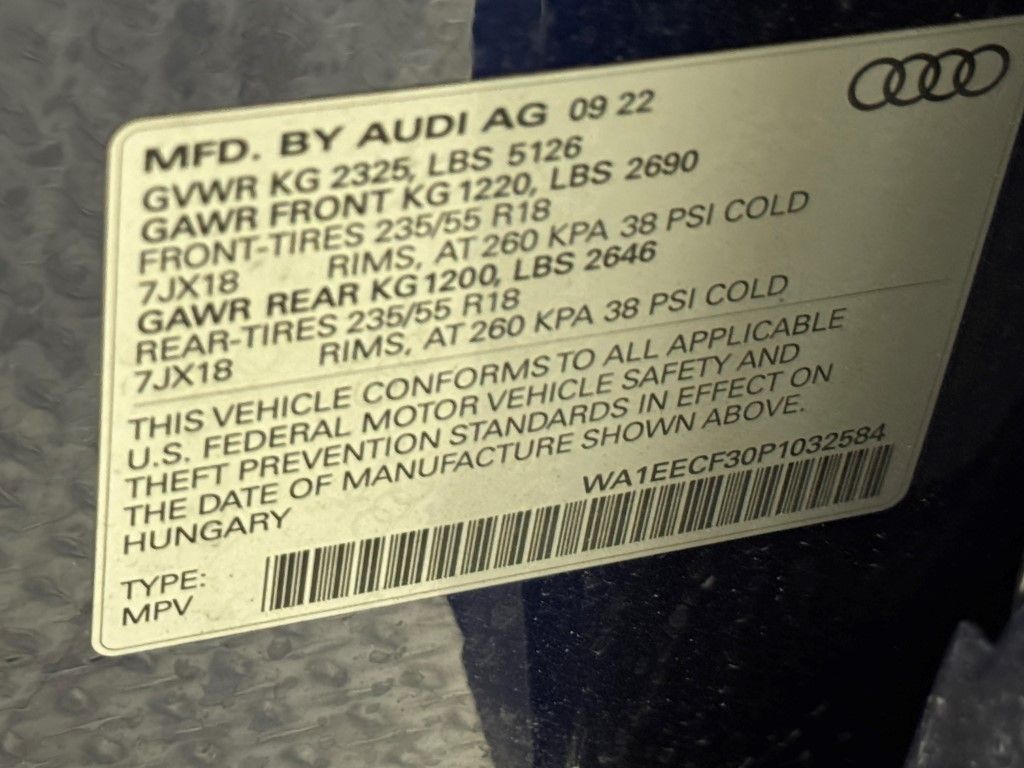 MFD. BY AUDI AG 09 22
GVWR KG 2325, LBS 5126
GAWR FRONT KG 1220, LBS 2690
FRONT-TIRES 235/55 R18
7JX18 RIMS, AT 260 KPA 38 PSI COLD
GAWR REAR KG 1200, LBS 2646
REAR-TIRES 235/55 R18
7JX18 RIMS, AT 260 KPA 38 PSI COLD
THIS VEHICLE CONFORMS TO ALL APPLICABLE
U.S. FEDERAL MOTOR VEHICLE SAFETY AND
THEFT PREVENTION STANDARDS IN EFFECT ON
THE DATE OF MANUFACTURE SHOWN ABOVE.
HUNGARY WA1EECF30P1032584
TYPE:
MPV